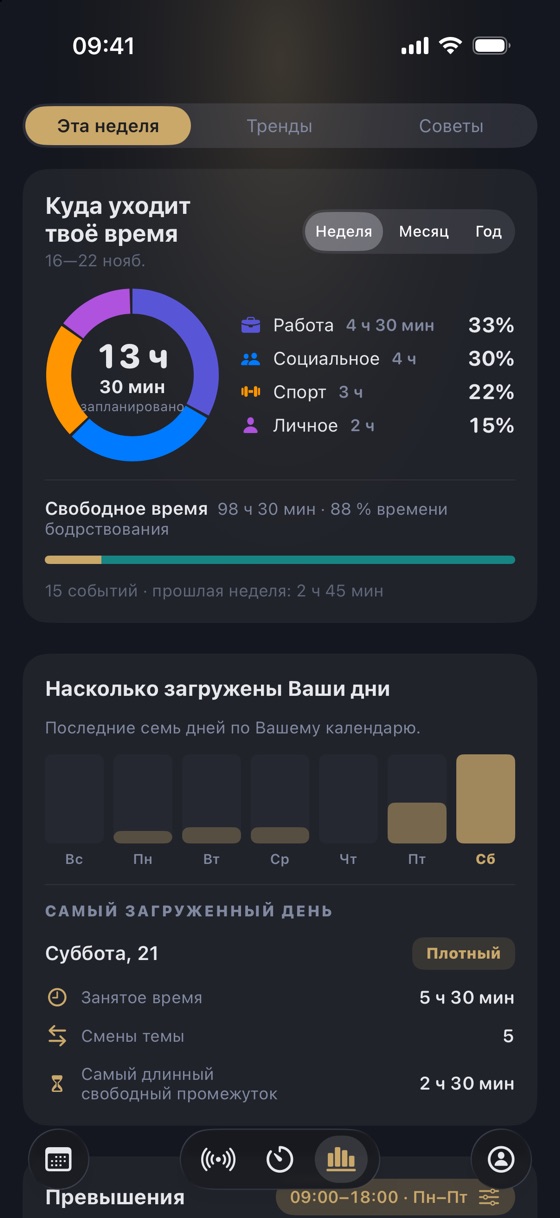 09:41
Эта неделя
Тренды
Советы
Куда уходит
твоё время
16—22 нояб.
Неделя
Месяц
Год
13 ч
30 мин
запланировано
Работа 4 ч 30 мин 33%
Социальное 4 ч 30%
Спорт 3 ч 22%
Личное 2 ч 15%
Свободное время 98 ч 30 мин · 88 % времени
бодрствования
15 событий · прошлая неделя: 2 ч 45 мин
Насколько загружены Ваши дни
Последние семь дней по Вашему календарю.
Вс Пн Вт Ср Чт Пт Сб
САМЫЙ ЗАГРУЖЕННЫЙ ДЕНЬ
Суббота, 21
Плотный
Занятое время 5 ч 30 мин
Смены темы 5
Самый длинный
свободный промежуток
2 ч 30 мин
Превышения
09:00–18:00 · Пн–Пт